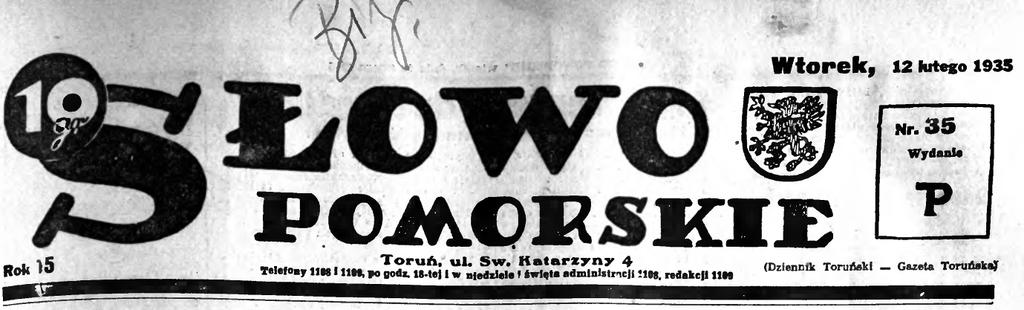 Wtorek, 12 lutego 1935
10 gr
SŁOWO
POMORSKIE
Nr. 35
Wydanie
P
Rok 15
Toruń, ul. Sw. Katarzyny 4
Telefony 1108 i 1109, po godz. 18-tej i w niedziele i święta administracji 1108, redakcji 1109
(Dziennik Toruński — Gazeta Toruńska)